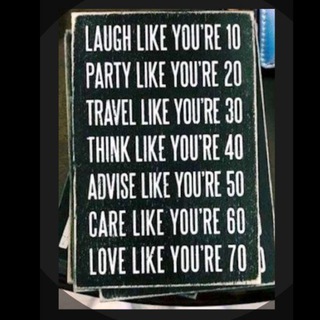 LAUGH LIKE YOU'RE 10
PARTY LIKE YOU'RE 20
TRAVEL LIKE YOU'RE 30
THINK LIKE YOU'RE 40
ADVISE LIKE YOU'RE 50
CARE LIKE YOU'RE 60
LOVE LIKE YOU'RE 70